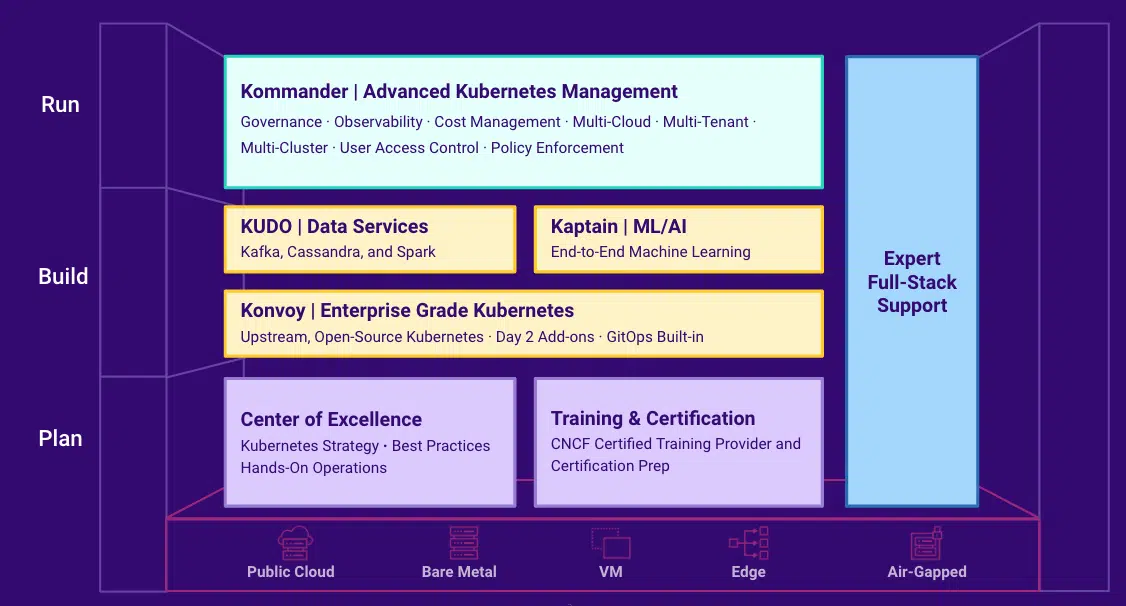 Run
Kommander | Advanced Kubernetes Management
Governance · Observability · Cost Management · Multi-Cloud · Multi-Tenant ·
Multi-Cluster · User Access Control · Policy Enforcement
Build
KUDO | Data Services
Kafka, Cassandra, and Spark
Kaptain | ML/AI
End-to-End Machine Learning
Konvoy | Enterprise Grade Kubernetes
Upstream, Open-Source Kubernetes · Day 2 Add-ons · GitOps Built-in
Plan
Center of Excellence
Kubernetes Strategy · Best Practices
Hands-On Operations
Training & Certification
CNCF Certified Training Provider and
Certification Prep
Expert
Full-Stack
Support
Public Cloud
Bare Metal
VM
Edge
Air-Gapped